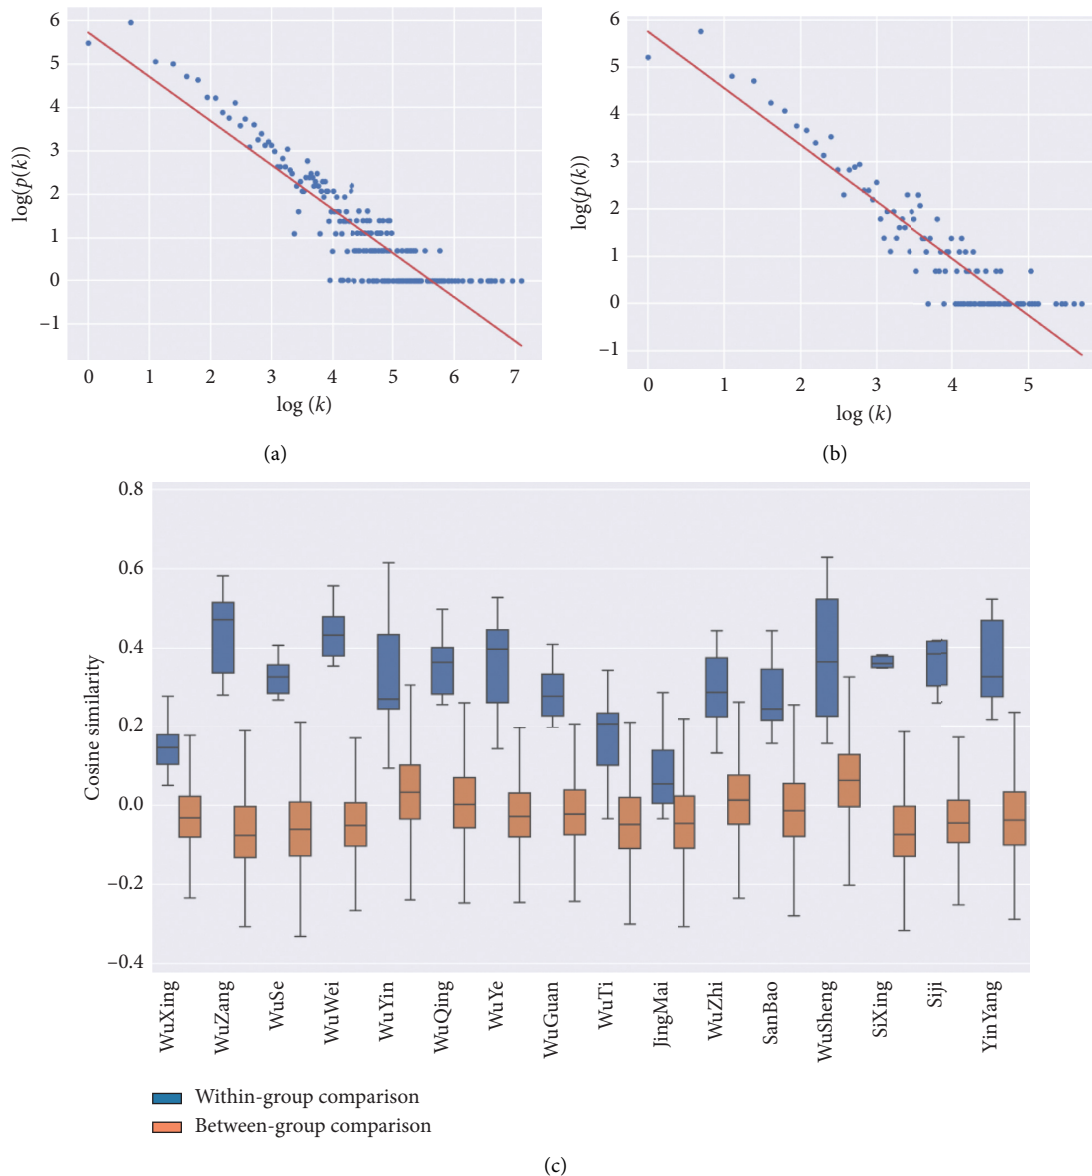 6
5
4
3
2
1
0
−1
log(p(k))
0 1 2 3 4 5 6 7
log (k)
(a)
6
5
4
3
2
1
0
−1
log(p(k))
0 1 2 3 4 5
log (k)
(b)
0.8
0.6
0.4
0.2
0.0
−0.2
−0.4
Cosine similarity
WuXing
WuZang
WuSe
WuWei
WuYin
WuQing
WuYe
WuGuan
WuTi
JingMai
WuZhi
SanBao
WuSheng
SiXing
Siji
YinYang
Within-group comparison
Between-group comparison
(c)